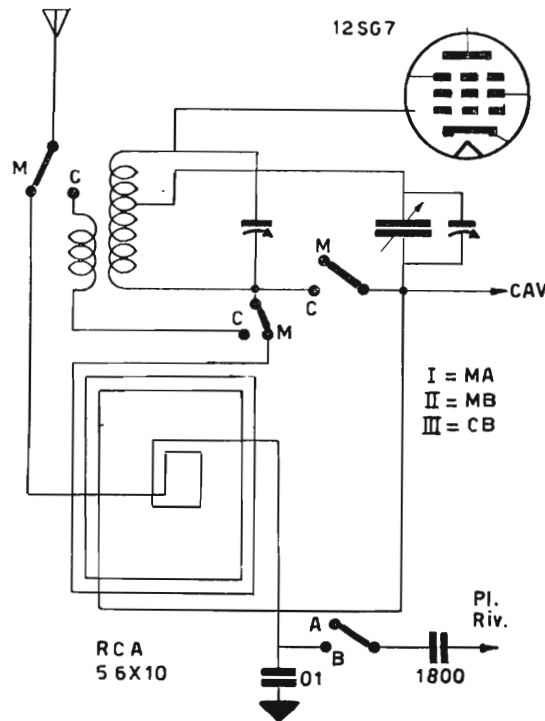 12SG7
M
C
M
C
CAV
C
M
I = MA
II = MB
III = CB
A
Pl.
Riv.
B
RCA
56X10
01
1800